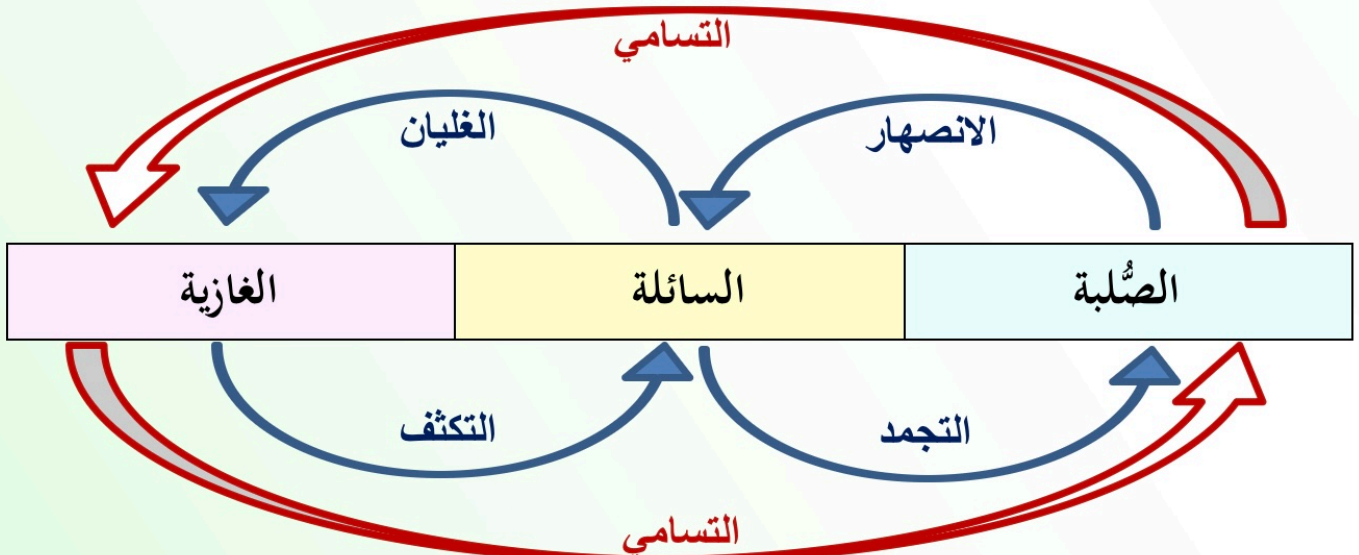 التسامي
الانصهار
الغليان
الصُّلبة
السائلة
الغازية
التجمد
التكثف
التسامي